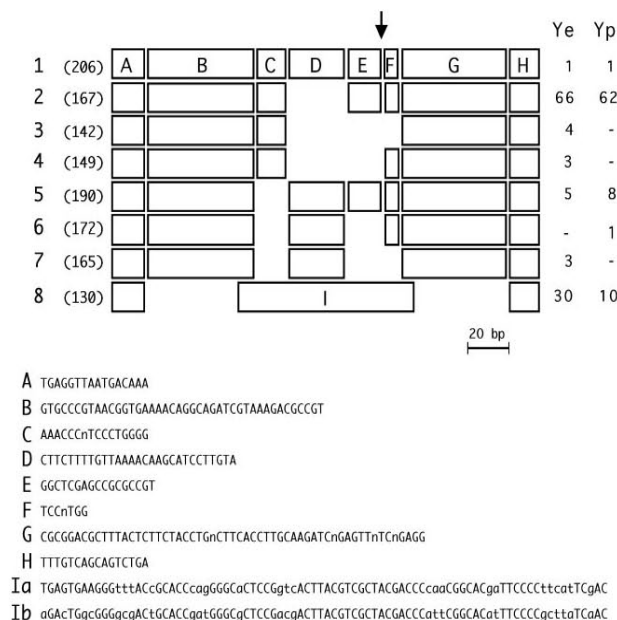 Ye Yp
1 (206) A B C D E F G H 1 1
2 (167) 66 62
3 (142) 4 -
4 (149) 3 -
5 (190) 5 8
6 (172) - 1
7 (165) 3 -
8 (130) I 30 10
20 bp
A TGAGGTTAATGACAAA
B GTGCCCGTAACGGTGAAAACAGGCAGATCGTAAAGACGCCGT
C AAACCCnTCCCTGGGG
D CTTCTTTTGTTAAAACAAGCATCCTTGTA
E GGCTCGAGCCGCGCCGT
F TCCnTGG
G CGCGGACGCTTTACTCTTCTACCTGnCTTCACCTTGCAAGATCnGAGTTnTCnGAGG
H TTTGTCAGCAGTCTGA
Ia TGAGTGAAGGGtttACcGCACCcagGGGCaCTCCGgtcACTTACGTCGCTACGACCCcaaCGGCACgaTTCCCCttcatTCgAC
Ib aGAcTGgcGGGgcgACtGCACCgatGGGCgCTCCGacgACTTACGTCGCTACGACCCattCGGCACatTTCCCCgcttaTCaAC